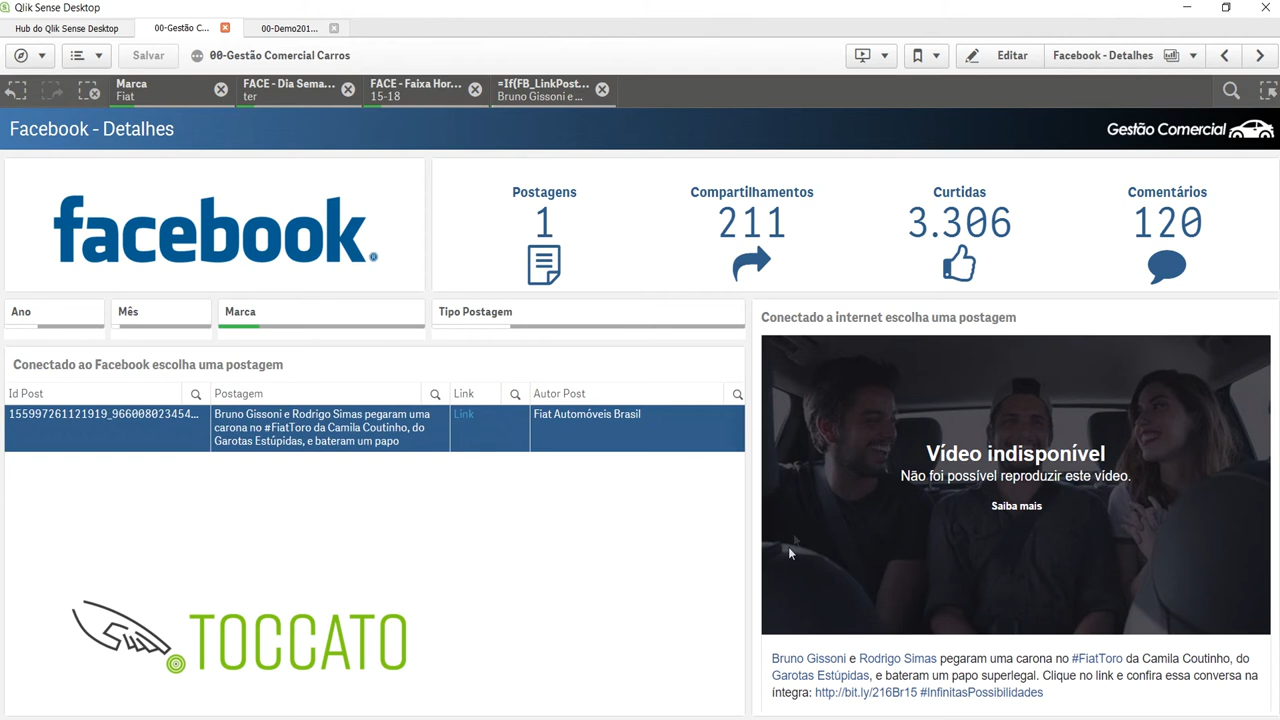 Qlik Sense Desktop
Hub do Qlik Sense Desktop
00-Gestão C...
00-Demo201...
Salvar
00-Gestão Comercial Carros
Editar
Facebook - Detalhes
Marca
Fiat
FACE - Dia Sema...
ter
FACE - Faixa Hor...
15-18
=If(FB_LinkPost...
Bruno Gissoni e ...
Facebook - Detalhes
Gestão Comercial
facebook®
Postagens
1
Compartilhamentos
211
Curtidas
3.306
Comentários
120
Ano
Mês
Marca
Tipo Postagem
Conectado ao Facebook escolha uma postagem
Id Post
Postagem
Link
Autor Post
155997261121919_966008023454...
Bruno Gissoni e Rodrigo Simas pegaram uma
carona no #FiatToro da Camila Coutinho, do
Garotas Estúpidas, e bateram um papo
Link
Fiat Automóveis Brasil
TOCCATO
Conectado a internet escolha uma postagem
Vídeo indisponível
Não foi possível reproduzir este vídeo.
Saiba mais
Bruno Gissoni e Rodrigo Simas pegaram uma carona no #FiatToro da Camila Coutinho, do
Garotas Estúpidas, e bateram um papo superlegal. Clique no link e confira essa conversa na
íntegra: http://bit.ly/216Br15 #InfinitasPossibilidades